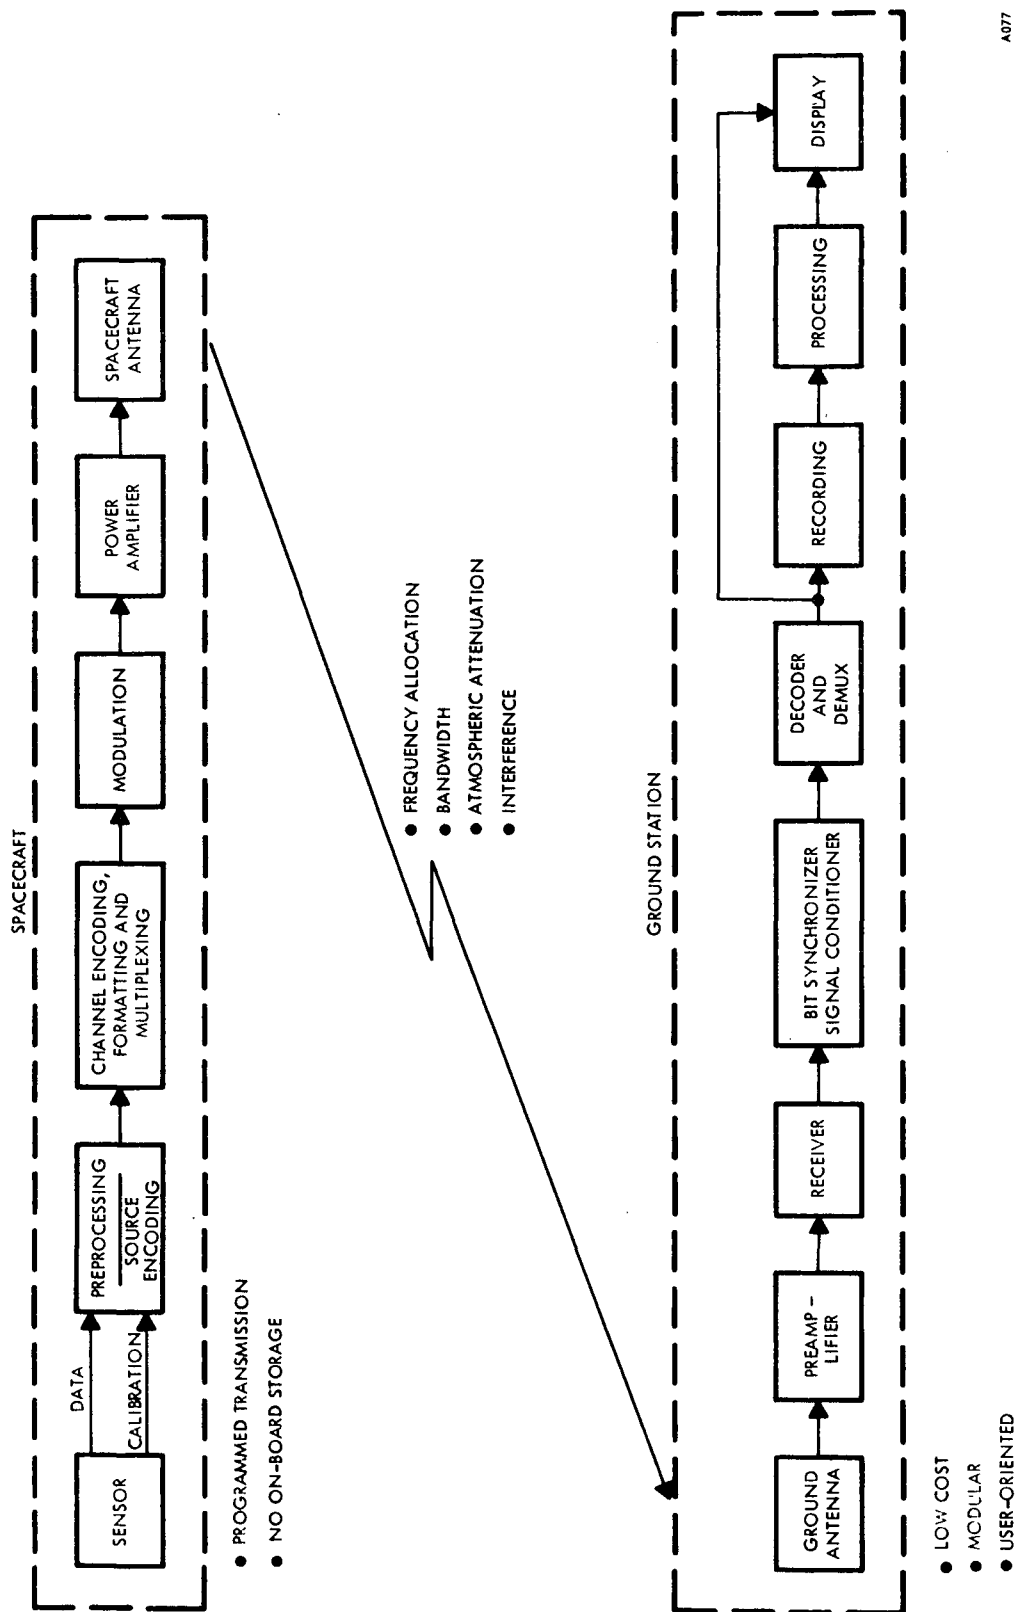 SPACECRAFT
SENSOR
DATA
CALIBRATION
PREPROCESSING
SOURCE
ENCODING
CHANNEL ENCODING,
FORMATTING AND
MULTIPLEXING
MODULATION
POWER
AMPLIFIER
SPACECRAFT
ANTENNA
● PROGRAMMED TRANSMISSION
● NO ON-BOARD STORAGE
● FREQUENCY ALLOCATION
● BANDWIDTH
● ATMOSPHERIC ATTENUATION
● INTERFERENCE
GROUND STATION
GROUND
ANTENNA
PREAMP -
LIFIER
RECEIVER
BIT SYNCHRONIZER
SIGNAL CONDITIONER
DECODER
AND
DEMUX
RECORDING
PROCESSING
DISPLAY
● LOW COST
● MODULAR
● USER-ORIENTED
A077